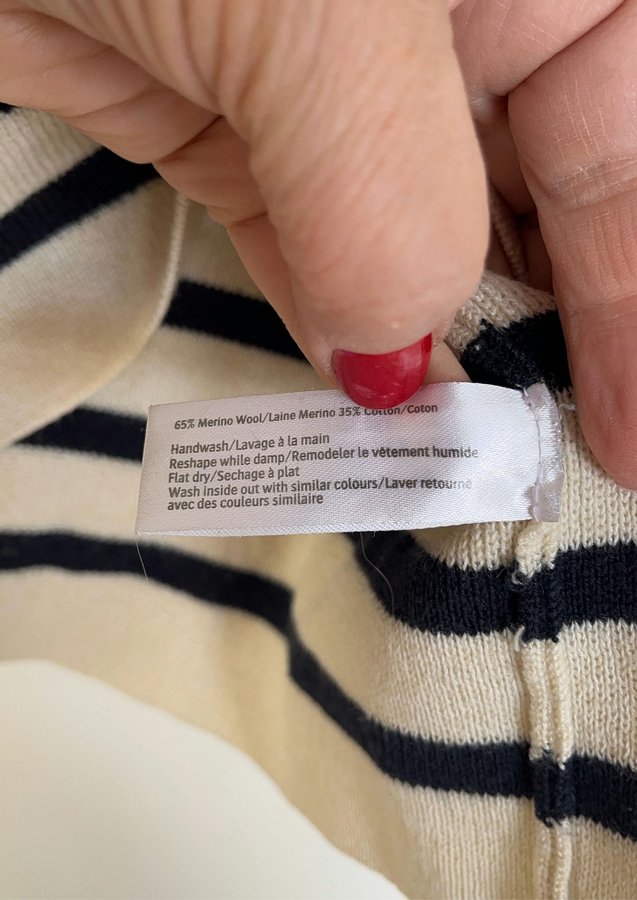 65% Merino Wool/Laine Merino 35% Cotton/Coton
Handwash/Lavage à la main
Reshape while damp/Remodeler le vêtement humide
Flat dry/Sechage à plat
Wash inside out with similar colours/Laver retourné
avec des couleurs similaire